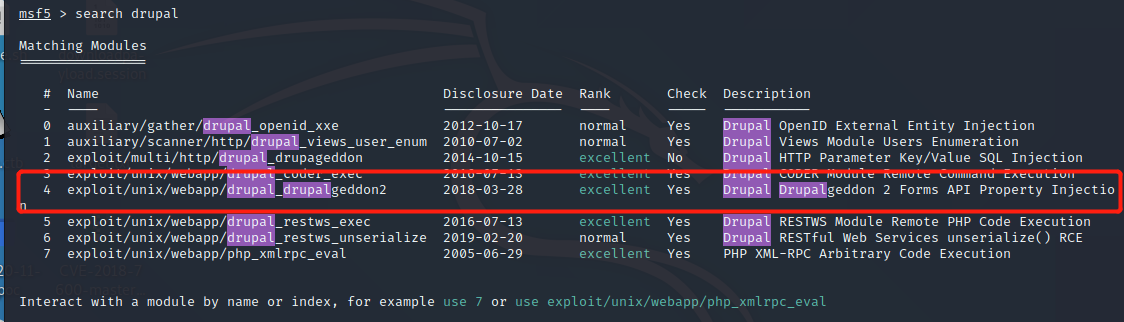 msf5 > search drupal
Matching Modules
================
# Name Disclosure Date Rank Check Description
- ---- --------------- ---- ----- -----------
0 auxiliary/gather/drupal_openid_xxe 2012-10-17 normal Yes Drupal OpenID External Entity Injection
1 auxiliary/scanner/http/drupal_views_user_enum 2010-07-02 normal Yes Drupal Views Module Users Enumeration
2 exploit/multi/http/drupal_drupageddon 2014-10-15 excellent No Drupal HTTP Parameter Key/Value SQL Injection
3 exploit/unix/webapp/drupal_coder_exec 2016-07-13 excellent Yes Drupal CODER Module Remote Command Execution
4 exploit/unix/webapp/drupal_drupalgeddon2 2018-03-28 excellent Yes Drupal Drupalgeddon 2 Forms API Property Injectio
n
5 exploit/unix/webapp/drupal_restws_exec 2016-07-13 excellent Yes Drupal RESTWS Module Remote PHP Code Execution
6 exploit/unix/webapp/drupal_restws_unserialize 2019-02-20 normal Yes Drupal RESTful Web Services unserialize() RCE
7 exploit/unix/webapp/php_xmlrpc_eval 2005-06-29 excellent Yes PHP XML-RPC Arbitrary Code Execution
Interact with a module by name or index, for example use 7 or use exploit/unix/webapp/php_xmlrpc_eval